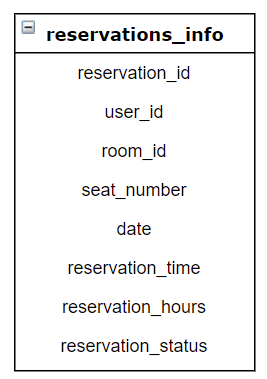 reservations_info
reservation_id
user_id
room_id
seat_number
date
reservation_time
reservation_hours
reservation_status